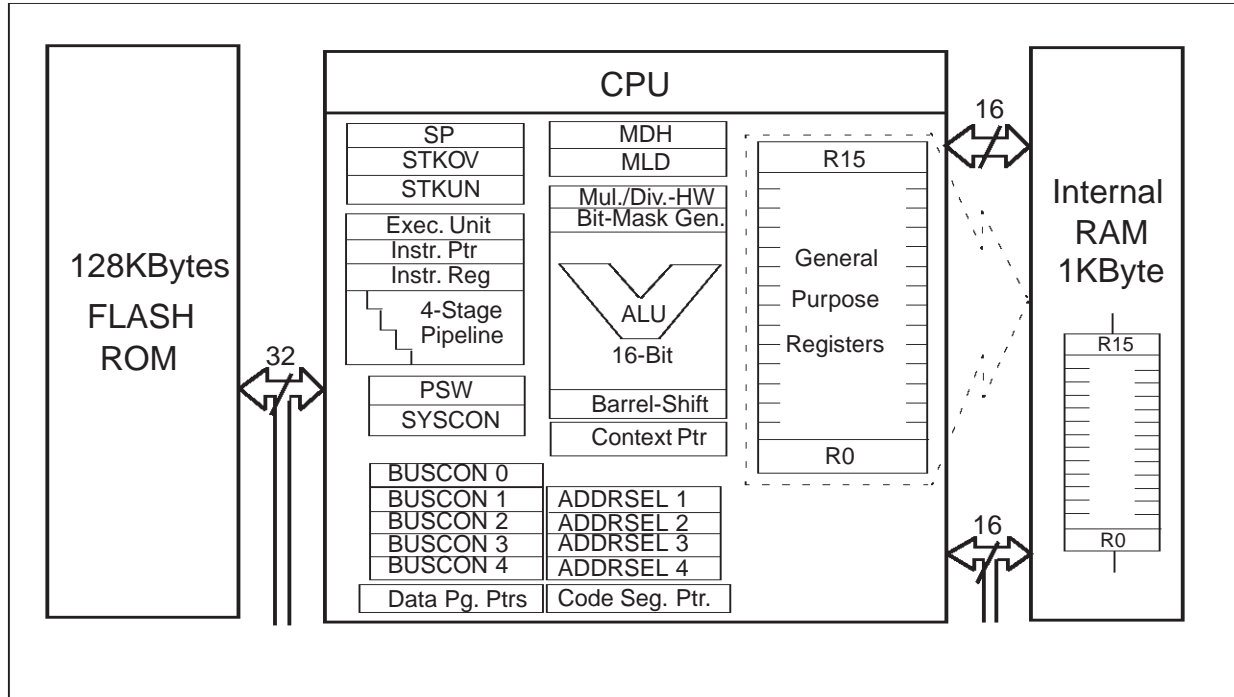 CPU
128KBytes
FLASH
ROM
32
SP
STKOV
STKUN
Exec. Unit
Instr. Ptr
Instr. Reg
4-Stage
Pipeline
PSW
SYSCON
BUSCON 0
BUSCON 1
BUSCON 2
BUSCON 3
BUSCON 4
Data Pg. Ptrs
MDH
MLD
Mul./Div.-HW
Bit-Mask Gen.
ALU
16-Bit
Barrel-Shift
Context Ptr
ADDRSEL 1
ADDRSEL 2
ADDRSEL 3
ADDRSEL 4
Code Seg. Ptr.
R15
General
Purpose
Registers
R0
16
16
Internal
RAM
1KByte
R15
R0